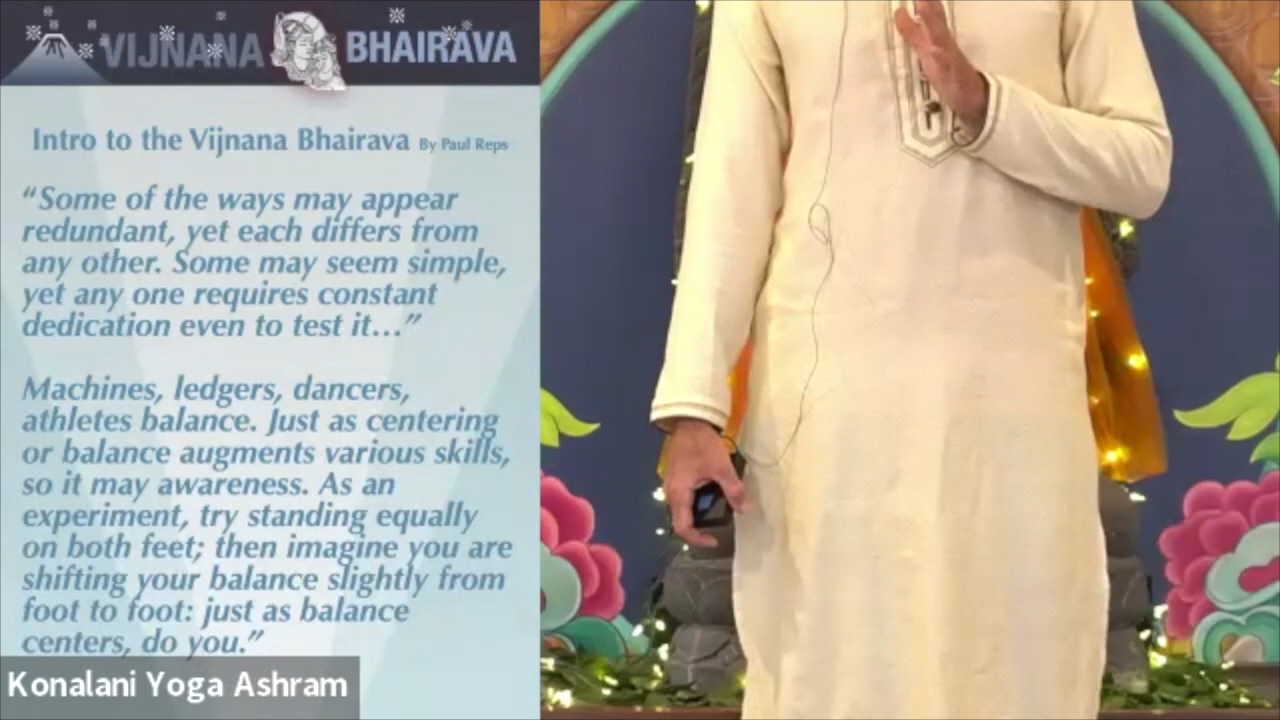 VIJNANA BHAIRAVA
Intro to the Vijnana Bhairava By Paul Reps
“Some of the ways may appear
redundant, yet each differs from
any other. Some may seem simple,
yet any one requires constant
dedication even to test it…”
Machines, ledgers, dancers,
athletes balance. Just as centering
or balance augments various skills,
so it may awareness. As an
experiment, try standing equally
on both feet; then imagine you are
shifting your balance slightly from
foot to foot: just as balance
centers, do you.”
Konalani Yoga Ashram